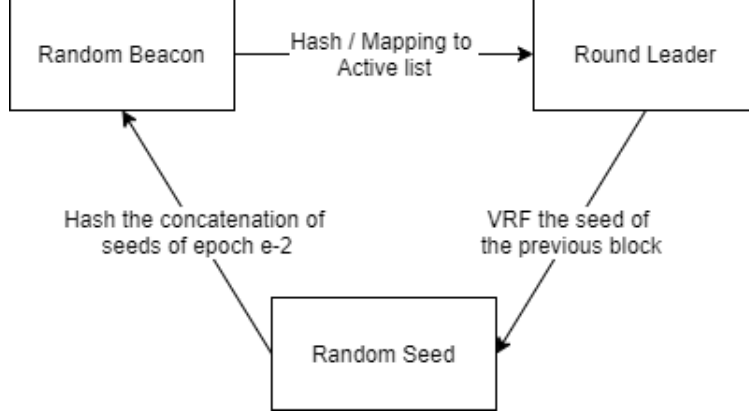 Random Beacon
Hash / Mapping to
Active list
Round Leader
Hash the concatenation of
seeds of epoch e-2
VRF the seed of
the previous block
Random Seed